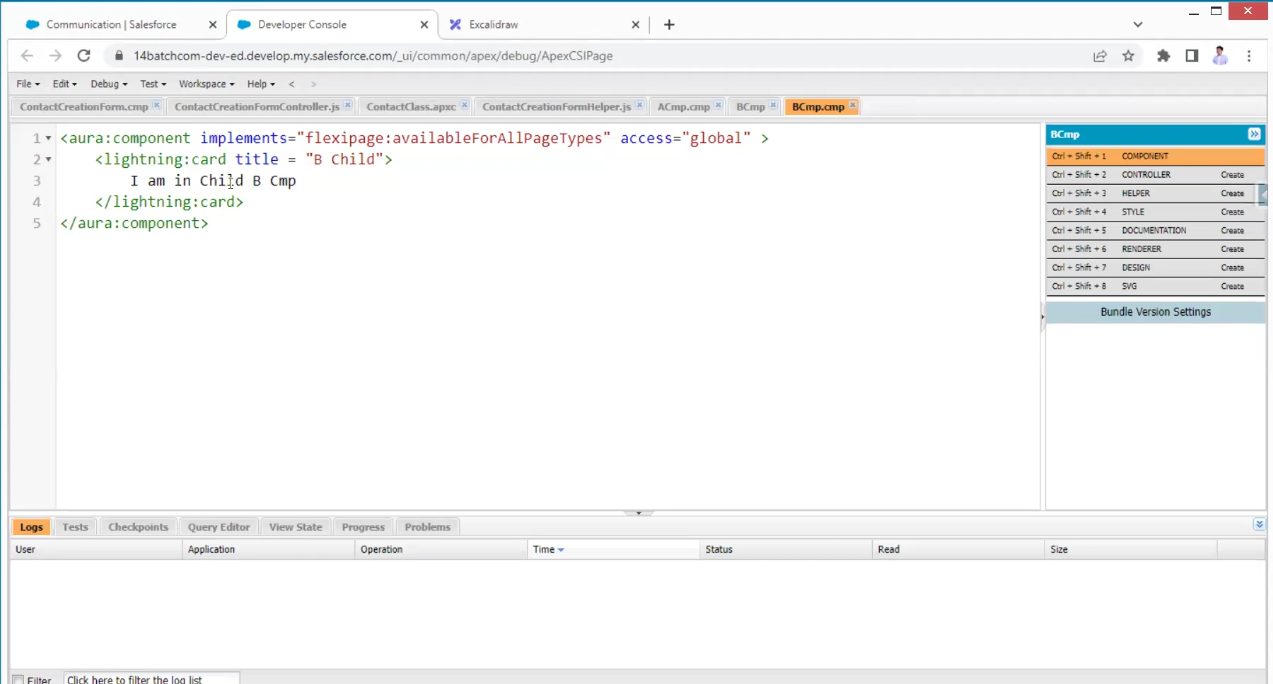 Communication | Salesforce Developer Console Excalidraw
14batchcom-dev-ed.develop.my.salesforce.com/_ui/common/apex/debug/ApexCSIPage
File Edit Debug Test Workspace Help < >
ContactCreationForm.cmp ContactCreationFormController.js ContactClass.apxc ContactCreationFormHelper.js ACmp.cmp BCmp BCmp.cmp
1 <aura:component implements="flexipage:availableForAllPageTypes" access="global" >
2 <lightning:card title = "B Child">
3 I am in Child B Cmp
4 </lightning:card>
5 </aura:component>
BCmp
Ctrl + Shift + 1 COMPONENT
Ctrl + Shift + 2 CONTROLLER Create
Ctrl + Shift + 3 HELPER Create
Ctrl + Shift + 4 STYLE Create
Ctrl + Shift + 5 DOCUMENTATION Create
Ctrl + Shift + 6 RENDERER Create
Ctrl + Shift + 7 DESIGN Create
Ctrl + Shift + 8 SVG Create
Bundle Version Settings
Logs Tests Checkpoints Query Editor View State Progress Problems
User Application Operation Time Status Read Size
Filter Click here to filter the log list